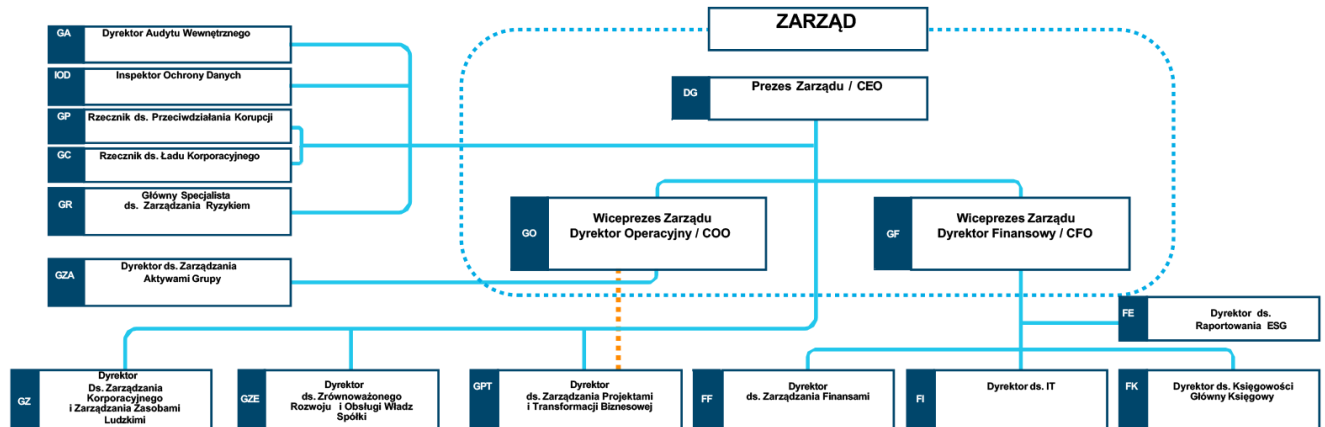 ZARZĄD
DG
Prezes Zarządu / CEO
GA
Dyrektor Audytu Wewnętrznego
IOD
Inspektor Ochrony Danych
GP
Rzecznik ds. Przeciwdziałania Korupcji
GC
Rzecznik ds. Ładu Korporacyjnego
GR
Główny Specjalista
ds. Zarządzania Ryzykiem
GO
Wiceprezes Zarządu
Dyrektor Operacyjny / COO
GF
Wiceprezes Zarządu
Dyrektor Finansowy / CFO
GZA
Dyrektor ds. Zarządzania
Aktywami Grupy
FE
Dyrektor ds.
Raportowania ESG
GZ
Dyrektor
Ds. Zarządzania
Korporacyjnego
i Zarządzania Zasobami
Ludzkimi
GZE
Dyrektor
ds. Zrównoważonego
Rozwoju i Obsługi Władz
Spółki
GPT
Dyrektor
ds. Zarządzania Projektami
i Transformacji Biznesowej
FF
Dyrektor
ds. Zarządzania Finansami
FI
Dyrektor ds. IT
FK
Dyrektor ds. Księgowości
Główny Księgowy